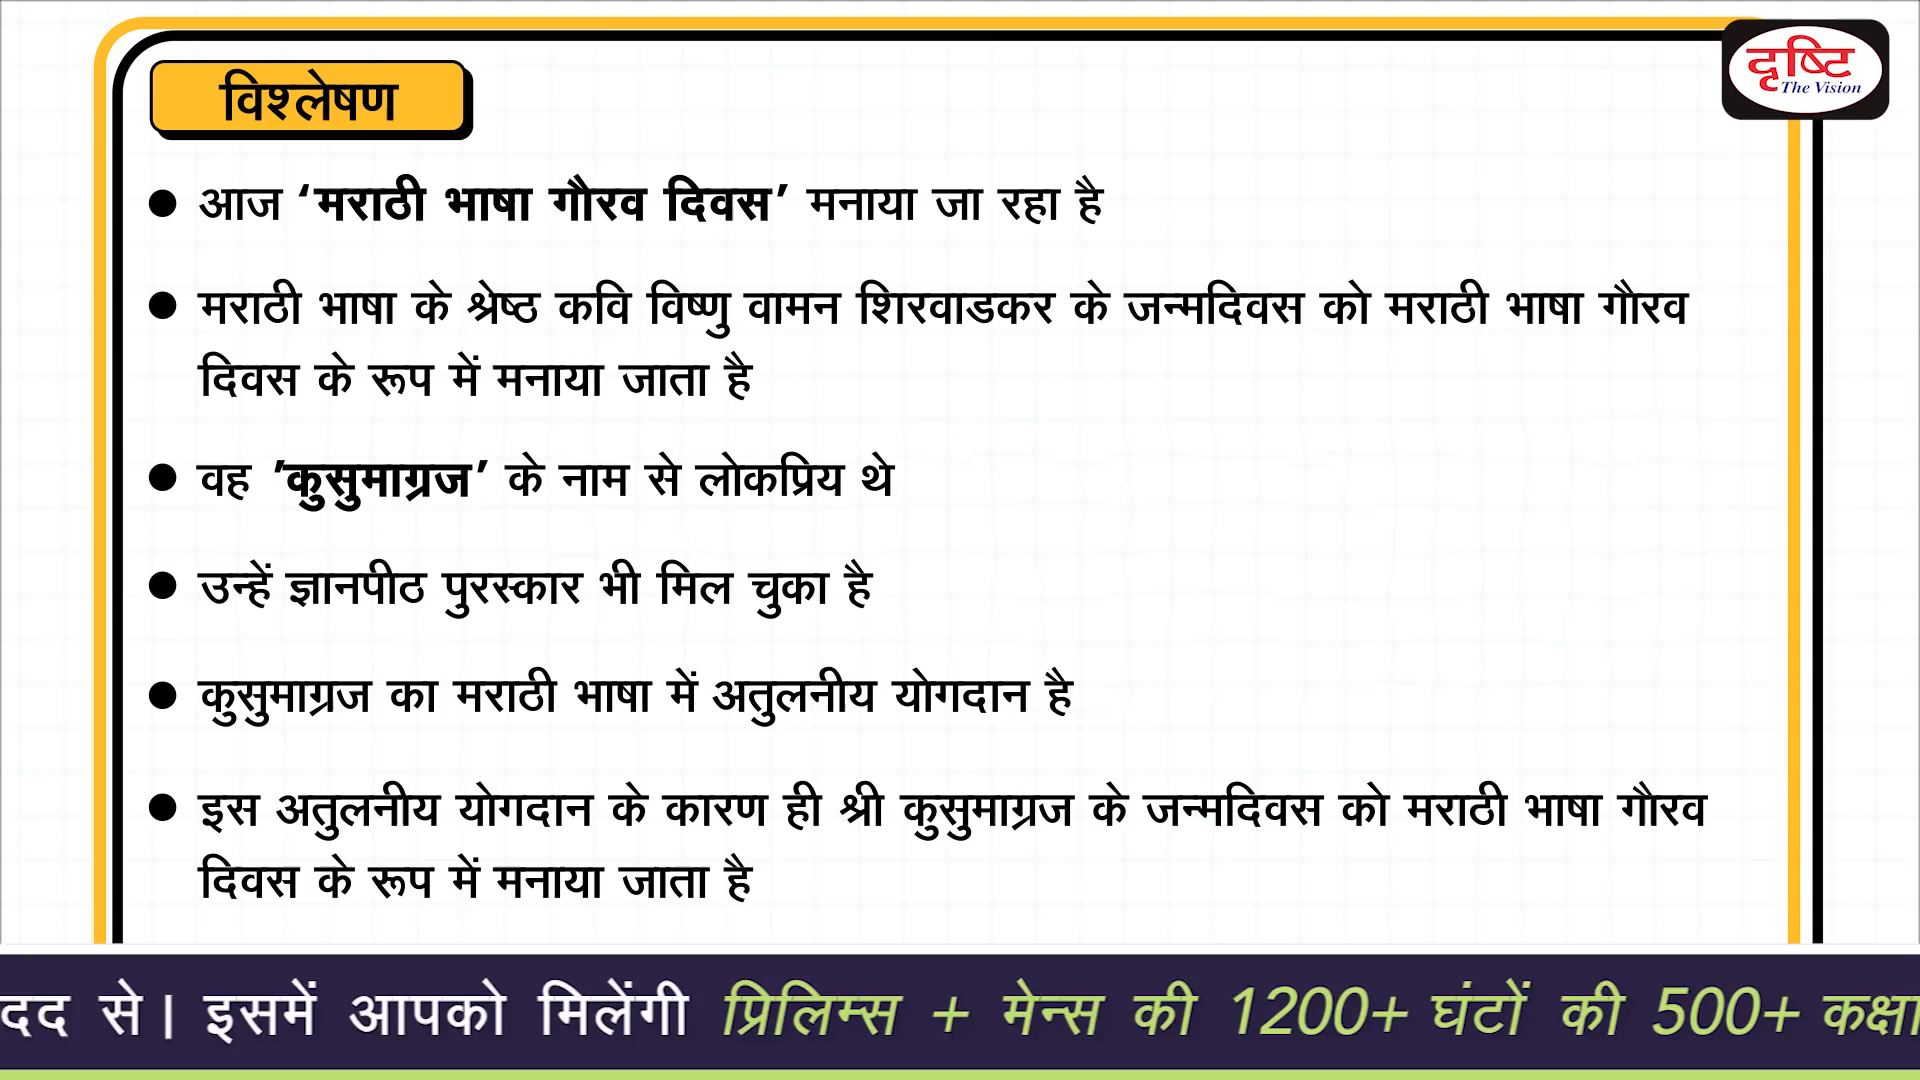 दृष्टि
The Vision
विश्लेषण
● आज ‘मराठी भाषा गौरव दिवस’ मनाया जा रहा है
● मराठी भाषा के श्रेष्ठ कवि विष्णु वामन शिरवाडकर के जन्मदिवस को मराठी भाषा गौरव
दिवस के रूप में मनाया जाता है
● वह ’कुसुमाग्रज’ के नाम से लोकप्रिय थे
● उन्हें ज्ञानपीठ पुरस्कार भी मिल चुका है
● कुसुमाग्रज का मराठी भाषा में अतुलनीय योगदान है
● इस अतुलनीय योगदान के कारण ही श्री कुसुमाग्रज के जन्मदिवस को मराठी भाषा गौरव
दिवस के रूप में मनाया जाता है
दद से। इसमें आपको मिलेंगी प्रिलिम्स + मेन्स की 1200+ घंटों की 500+ कक्षा